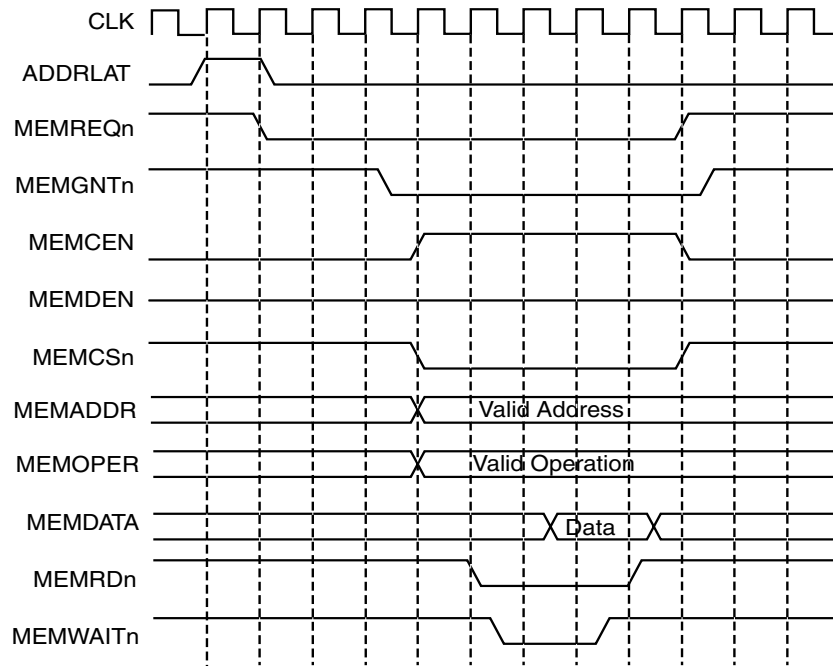 CLK
ADDRLAT
MEMREQn
MEMGNTn
MEMCEN
MEMDEN
MEMCSn
MEMADDR Valid Address
MEMOPER Valid Operation
MEMDATA Data
MEMRDn
MEMWAITn